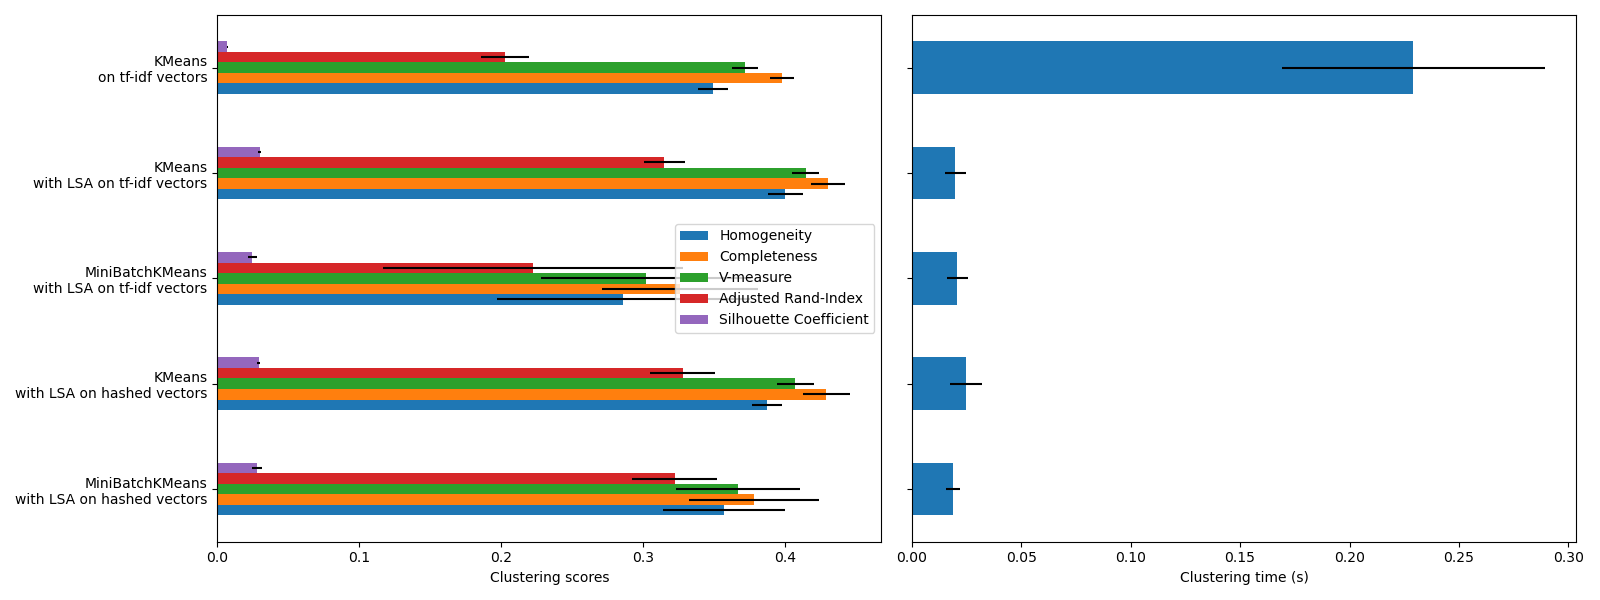 KMeans
on tf-idf vectors
KMeans
with LSA on tf-idf vectors
MiniBatchKMeans
with LSA on tf-idf vectors
KMeans
with LSA on hashed vectors
MiniBatchKMeans
with LSA on hashed vectors
Homogeneity
Completeness
V-measure
Adjusted Rand-Index
Silhouette Coefficient
0.0 0.1 0.2 0.3 0.4
Clustering scores
0.00 0.05 0.10 0.15 0.20 0.25 0.30
Clustering time (s)